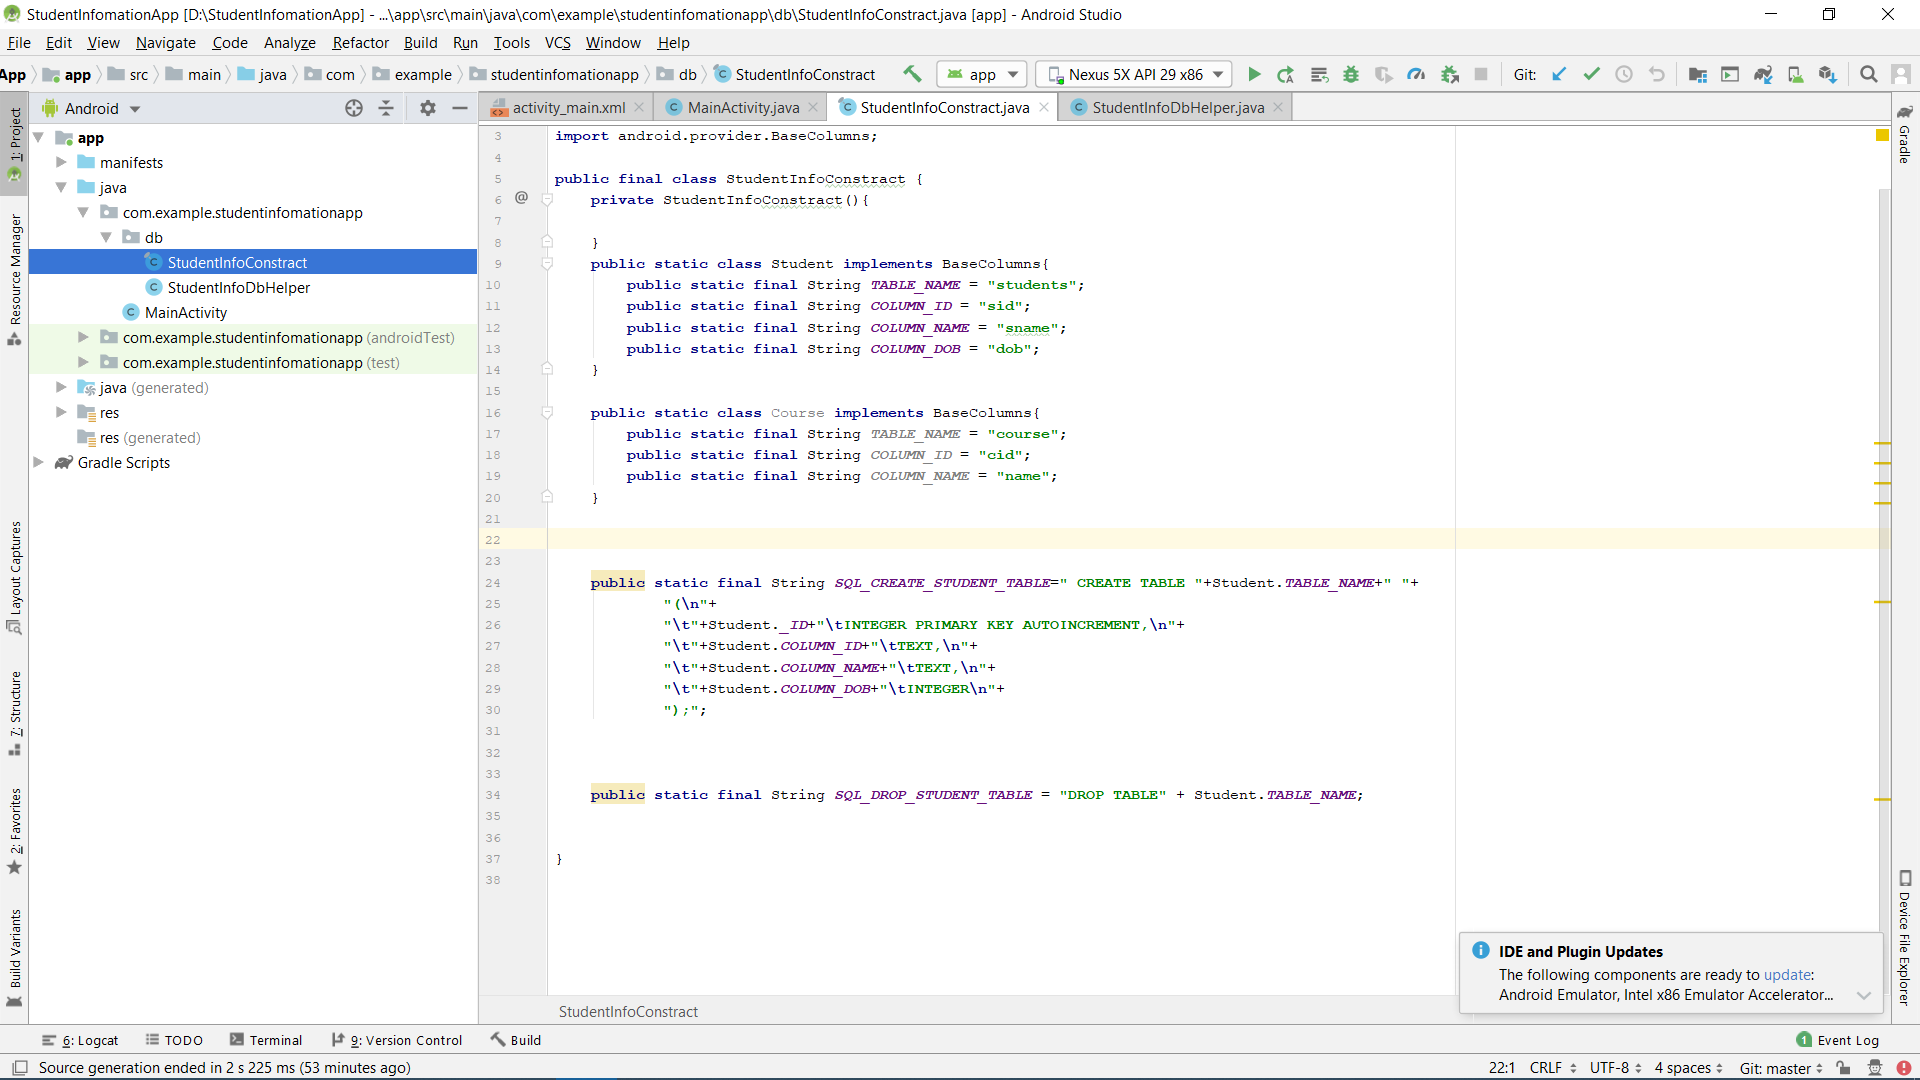 StudentInfomationApp [D:\StudentInfomationApp] - ...\app\src\main\java\com\example\studentinfomationapp\db\StudentInfoConstract.java [app] - Android Studio
File Edit View Navigate Code Analyze Refactor Build Run Tools VCS Window Help
App app src main java com example studentinfomationapp db StudentInfoConstract app Nexus 5X API 29 x86 Git:
Android
activity_main.xml MainActivity.java StudentInfoConstract.java StudentInfoDbHelper.java
1: Project
Resource Manager
Layout Captures
7: Structure
2: Favorites
Build Variants
app
manifests
java
com.example.studentinfomationapp
db
StudentInfoConstract
StudentInfoDbHelper
MainActivity
com.example.studentinfomationapp (androidTest)
com.example.studentinfomationapp (test)
java (generated)
res
res (generated)
Gradle Scripts
3 import android.provider.BaseColumns;
4
5 public final class StudentInfoConstract {
6 @ private StudentInfoConstract(){
7
8 }
9 public static class Student implements BaseColumns{
10 public static final String TABLE_NAME = "students";
11 public static final String COLUMN_ID = "sid";
12 public static final String COLUMN_NAME = "sname";
13 public static final String COLUMN_DOB = "dob";
14 }
15
16 public static class Course implements BaseColumns{
17 public static final String TABLE_NAME = "course";
18 public static final String COLUMN_ID = "cid";
19 public static final String COLUMN_NAME = "name";
20 }
21
22
23
24 public static final String SQL_CREATE_STUDENT_TABLE=" CREATE TABLE "+Student.TABLE_NAME+" "+
25 "(\n"+
26 "\t"+Student._ID+"\tINTEGER PRIMARY KEY AUTOINCREMENT,\n"+
27 "\t"+Student.COLUMN_ID+"\tTEXT,\n"+
28 "\t"+Student.COLUMN_NAME+"\tTEXT,\n"+
29 "\t"+Student.COLUMN_DOB+"\tINTEGER\n"+
30 ");";
31
32
33
34 public static final String SQL_DROP_STUDENT_TABLE = "DROP TABLE" + Student.TABLE_NAME;
35
36
37 }
38
StudentInfoConstract
Gradle
Device File Explorer
IDE and Plugin Updates
The following components are ready to update:
Android Emulator, Intel x86 Emulator Accelerator...
6: Logcat TODO Terminal 9: Version Control Build 1 Event Log
Source generation ended in 2 s 225 ms (53 minutes ago) 22:1 CRLF UTF-8 4 spaces Git: master